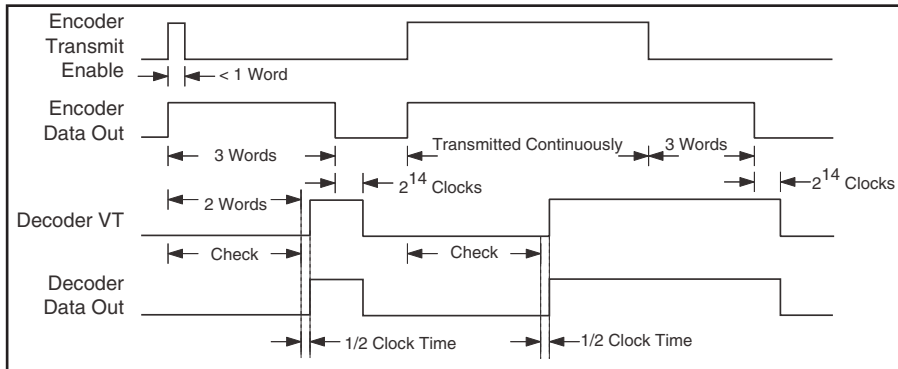 Encoder
Transmit
Enable
< 1 Word
Encoder
Data Out
3 Words
Transmitted Continuously
3 Words
2^14 Clocks
2^14 Clocks
2 Words
Decoder VT
Check
Check
Decoder
Data Out
1/2 Clock Time
1/2 Clock Time